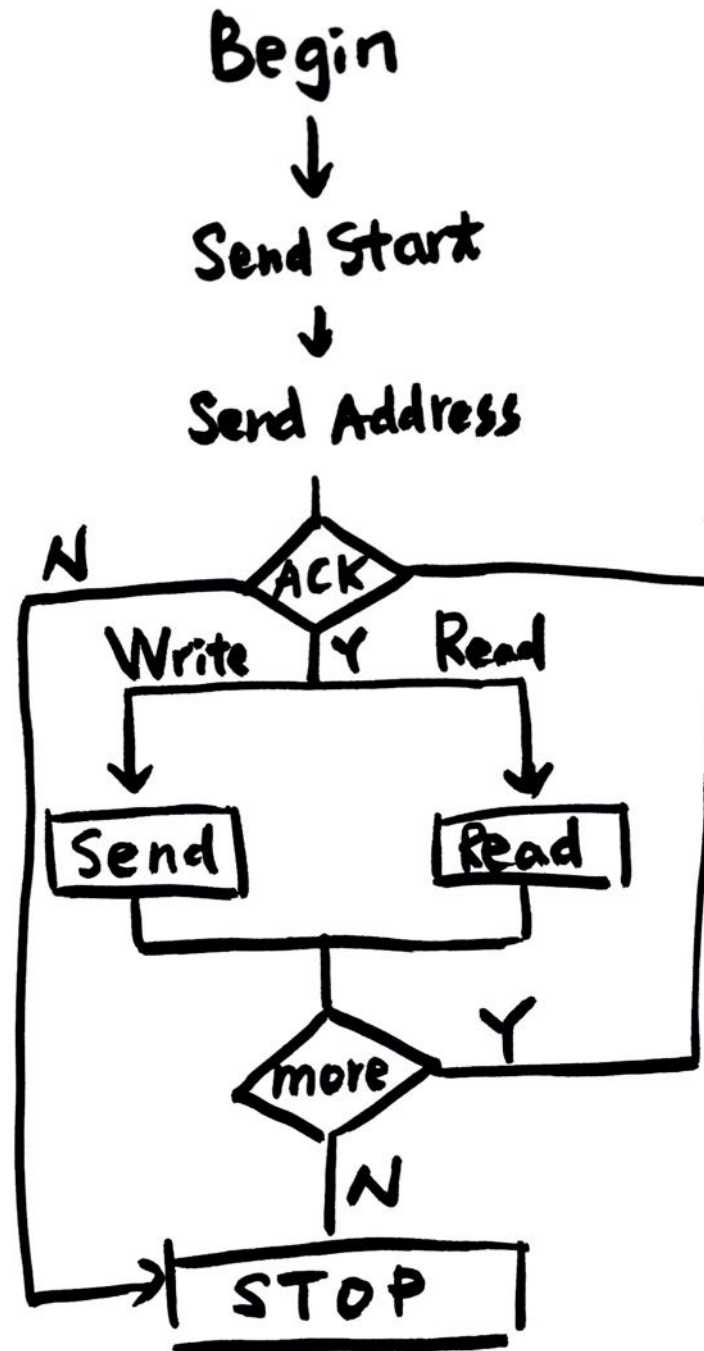 Begin
Send Start
Send Address
N
ACK
Write Y Read
Send Read
more Y
N
STOP